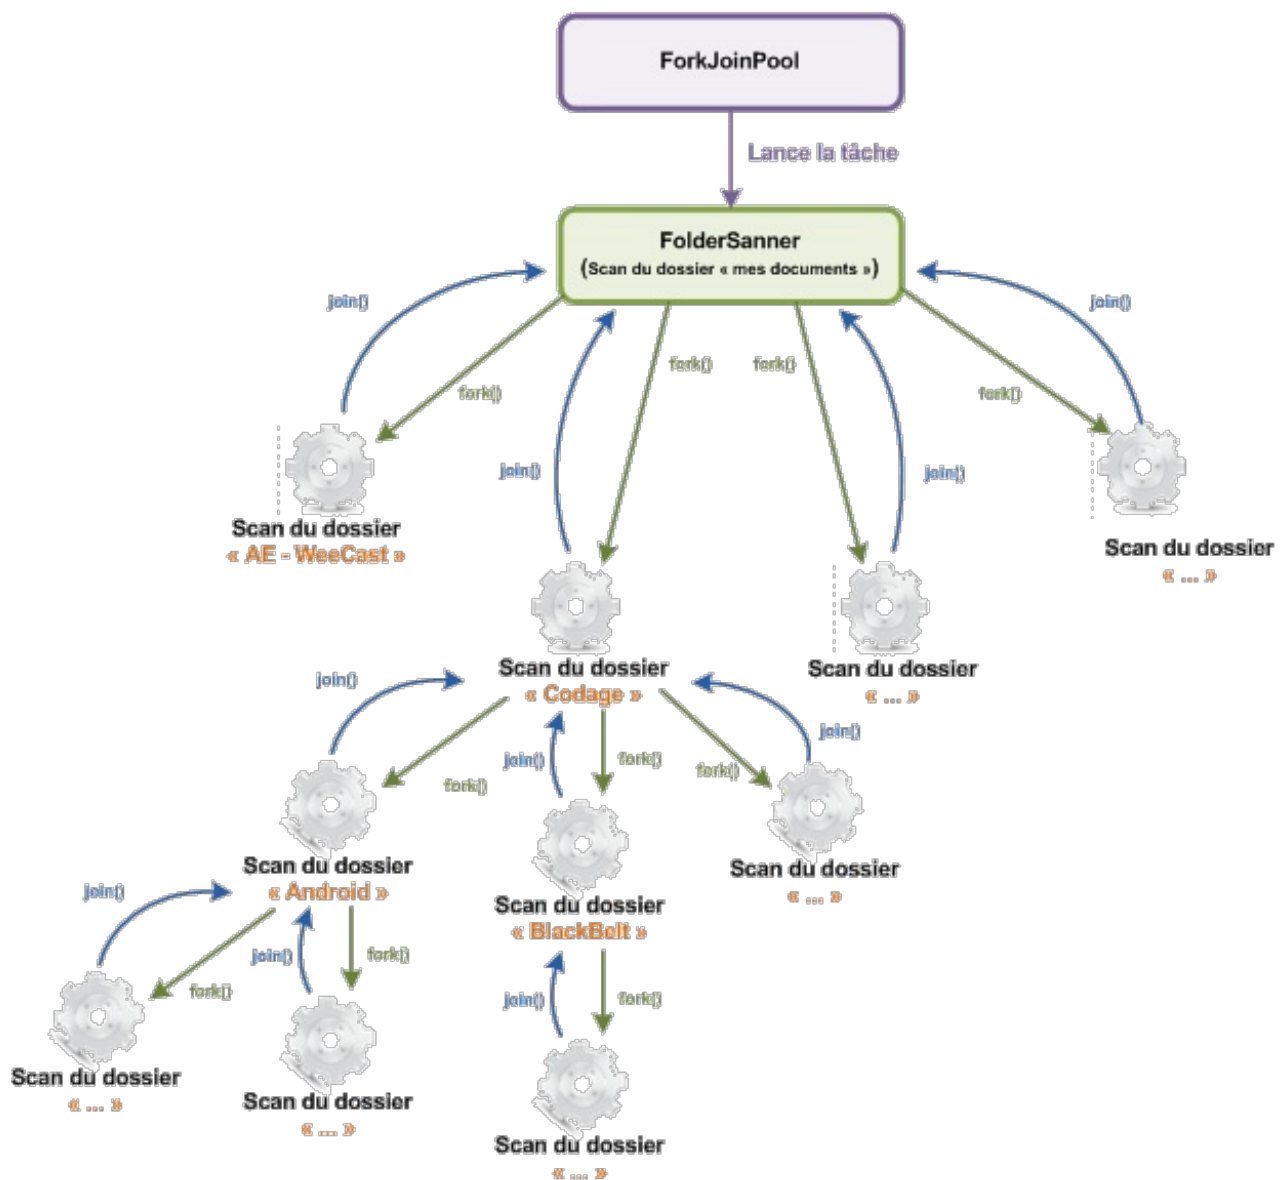 ForkJoinPool
Lance la tâche
FolderSanner
(Scan du dossier « mes documents »)
join()
join()
fork()
fork()
fork()
fork()
join()
join()
Scan du dossier
« AE - WeeCast »
Scan du dossier
« ... »
Scan du dossier
« Codage »
Scan du dossier
« ... »
join()
join()
fork()
join()
fork()
fork()
Scan du dossier
« Android »
Scan du dossier
« ... »
Scan du dossier
« BlackBelt »
join()
fork()
join()
fork()
join()
fork()
Scan du dossier
« ... »
Scan du dossier
« ... »
Scan du dossier
« ... »